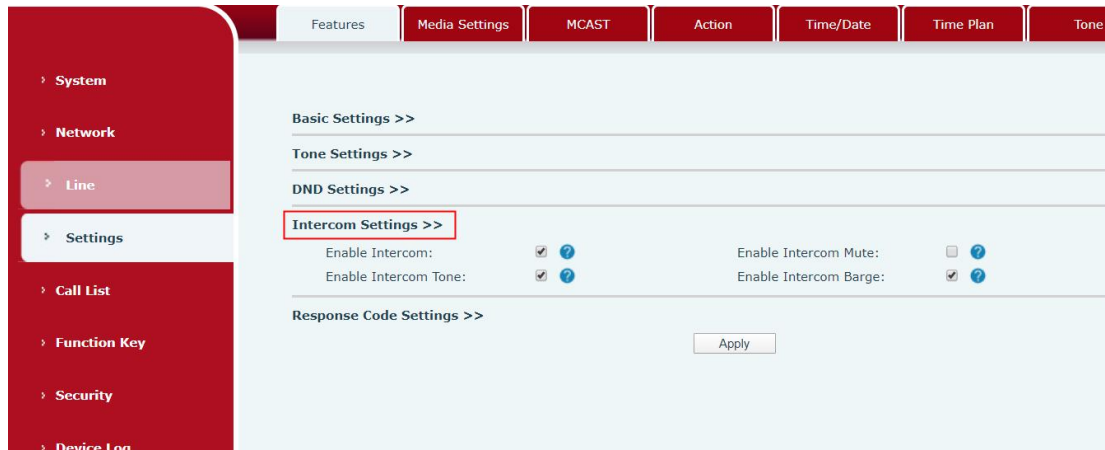 Features Media Settings MCAST Action Time/Date Time Plan Tone
System
Network
Line
Settings
Call List
Function Key
Security
Device Log
Basic Settings >>
Tone Settings >>
DND Settings >>
Intercom Settings >>
Enable Intercom: ? Enable Intercom Mute: ?
Enable Intercom Tone: ? Enable Intercom Barge: ?
Response Code Settings >>
Apply